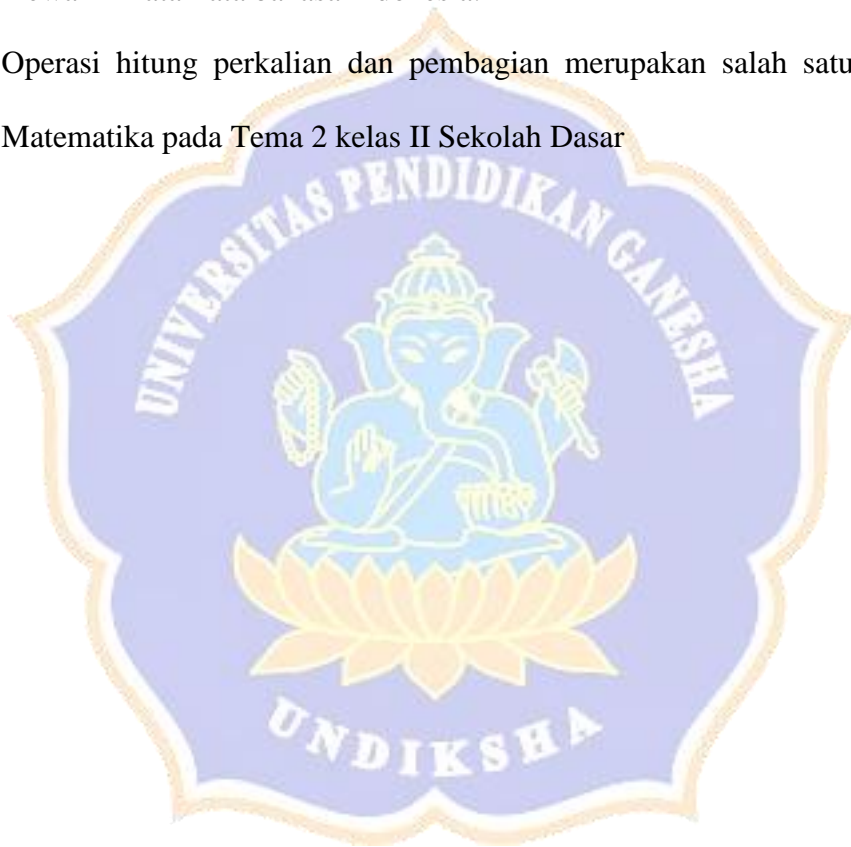 Operasi hitung perkalian dan pembagian merupakan salah satu
Matematika pada Tema 2 kelas II Sekolah Dasar
UNIVERSITAS PENDIDIKAN GANESHA
UNDIKSHA